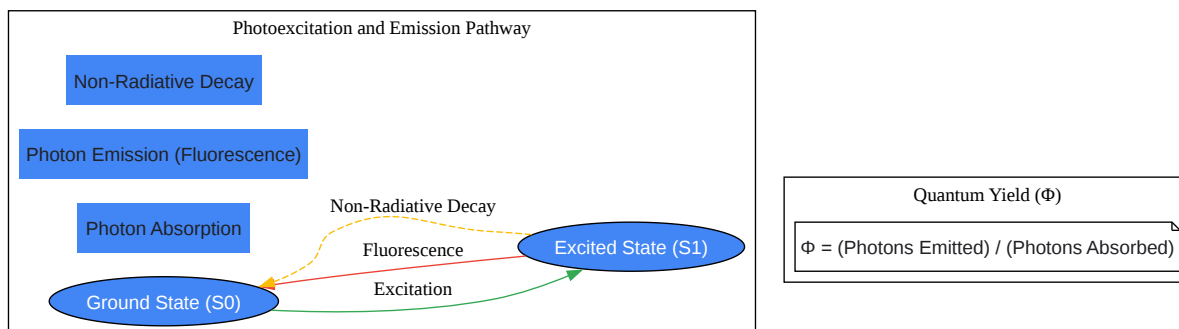 Photoexcitation and Emission Pathway
Non-Radiative Decay
Photon Emission (Fluorescence)
Photon Absorption
Non-Radiative Decay
Fluorescence
Excited State (S1)
Excitation
Ground State (S0)
Quantum Yield (Φ)
Φ = (Photons Emitted) / (Photons Absorbed)